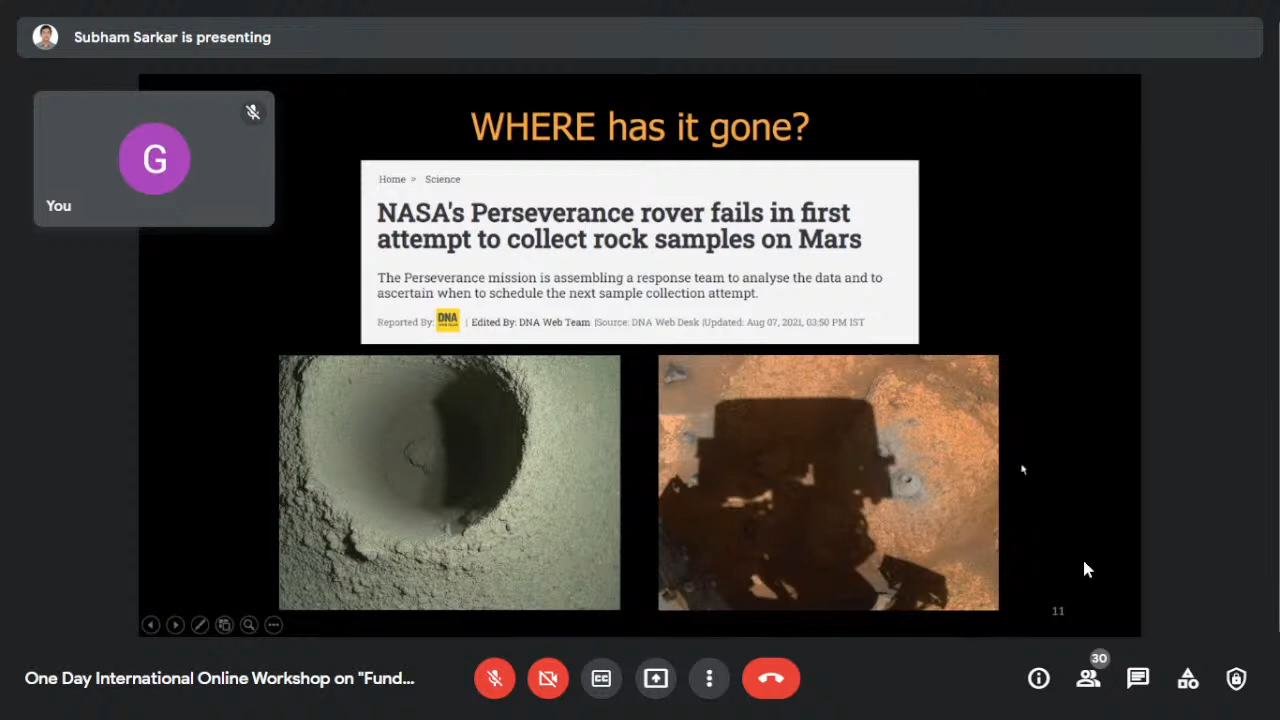 Subham Sarkar is presenting
G
You
WHERE has it gone?
Home > Science
NASA's Perseverance rover fails in first
attempt to collect rock samples on Mars
The Perseverance mission is assembling a response team to analyse the data and to
ascertain when to schedule the next sample collection attempt.
Reported By: DNA | Edited By: DNA Web Team |Source: DNA Web Desk |Updated: Aug 07, 2021, 03:50 PM IST
11
One Day International Online Workshop on "Fund...
CC
30